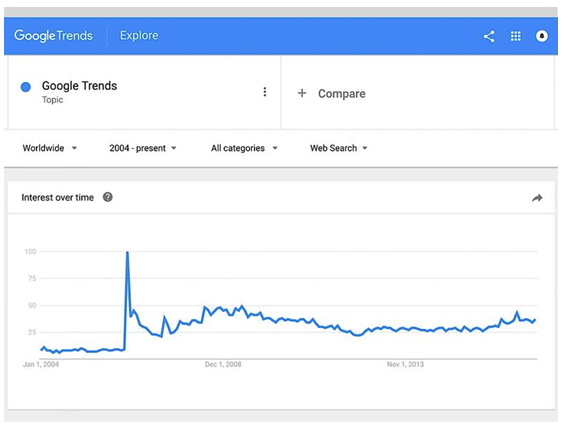 Google Trends Explore
Google Trends
Topic
+ Compare
Worldwide 2004 - present All categories Web Search
Interest over time ?
100
75
50
25
Jan 1, 2004 Dec 1, 2008 Nov 1, 2013